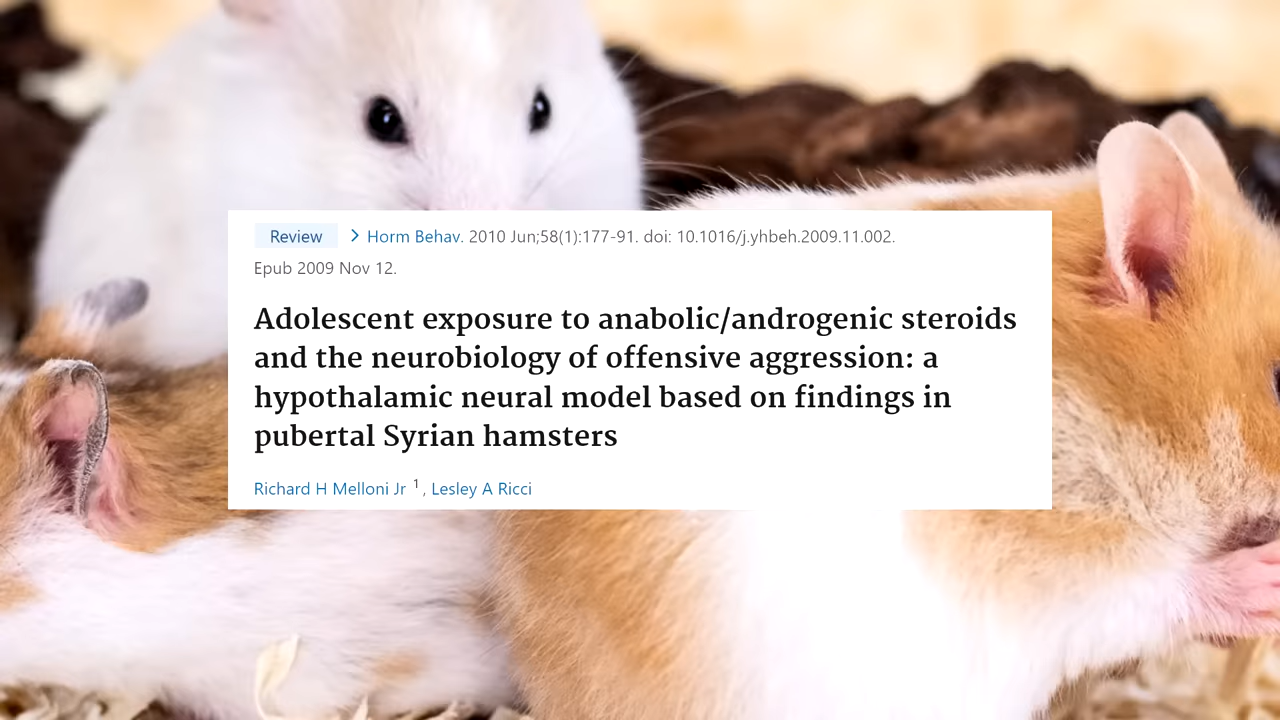 Review > Horm Behav. 2010 Jun;58(1):177-91. doi: 10.1016/j.yhbeh.2009.11.002.
Epub 2009 Nov 12.
Adolescent exposure to anabolic/androgenic steroids
and the neurobiology of offensive aggression: a
hypothalamic neural model based on findings in
pubertal Syrian hamsters
Richard H Melloni Jr 1, Lesley A Ricci